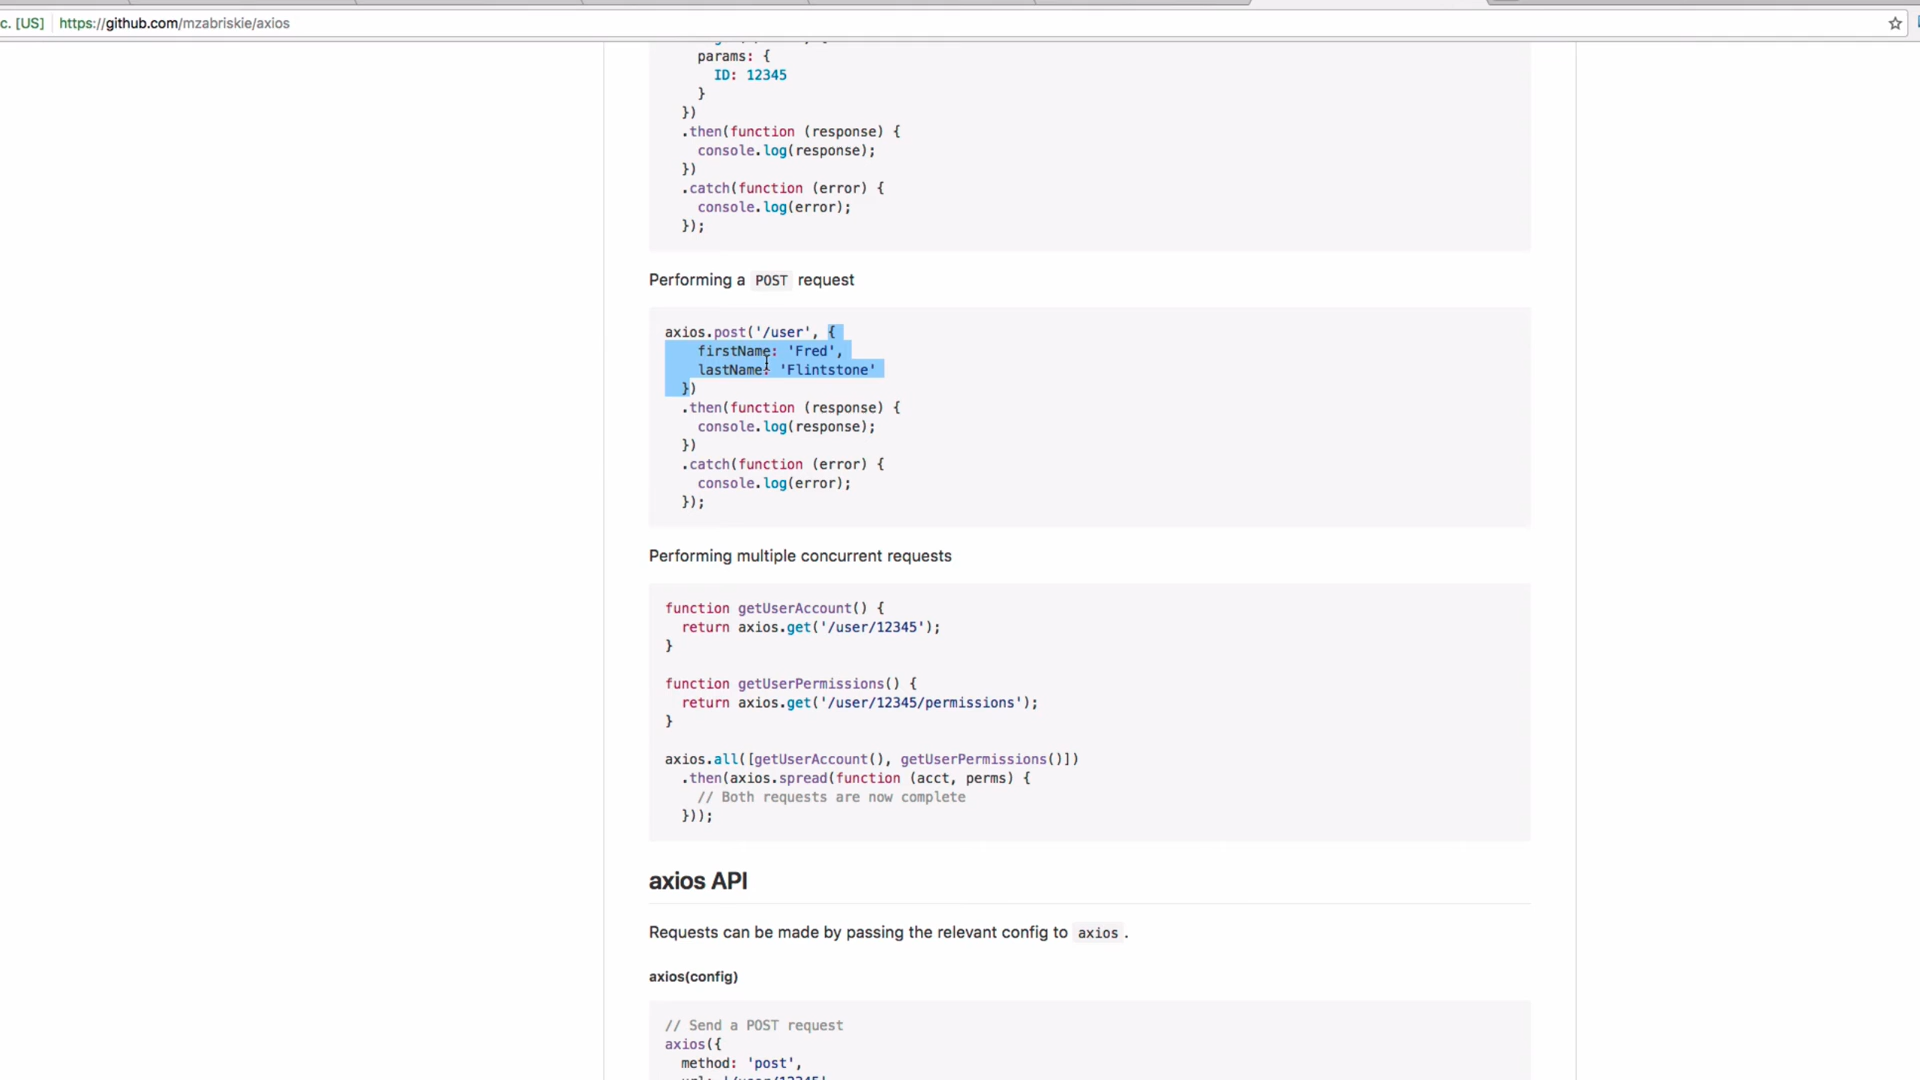 c. [US] https://github.com/mzabriskie/axios
params: {
ID: 12345
}
})
.then(function (response) {
console.log(response);
})
.catch(function (error) {
console.log(error);
});
Performing a POST request
axios.post('/user', {
firstName: 'Fred',
lastName: 'Flintstone'
})
.then(function (response) {
console.log(response);
})
.catch(function (error) {
console.log(error);
});
Performing multiple concurrent requests
function getUserAccount() {
return axios.get('/user/12345');
}
function getUserPermissions() {
return axios.get('/user/12345/permissions');
}
axios.all([getUserAccount(), getUserPermissions()])
.then(axios.spread(function (acct, perms) {
// Both requests are now complete
}));
axios API
Requests can be made by passing the relevant config to axios .
axios(config)
// Send a POST request
axios({
method: 'post',